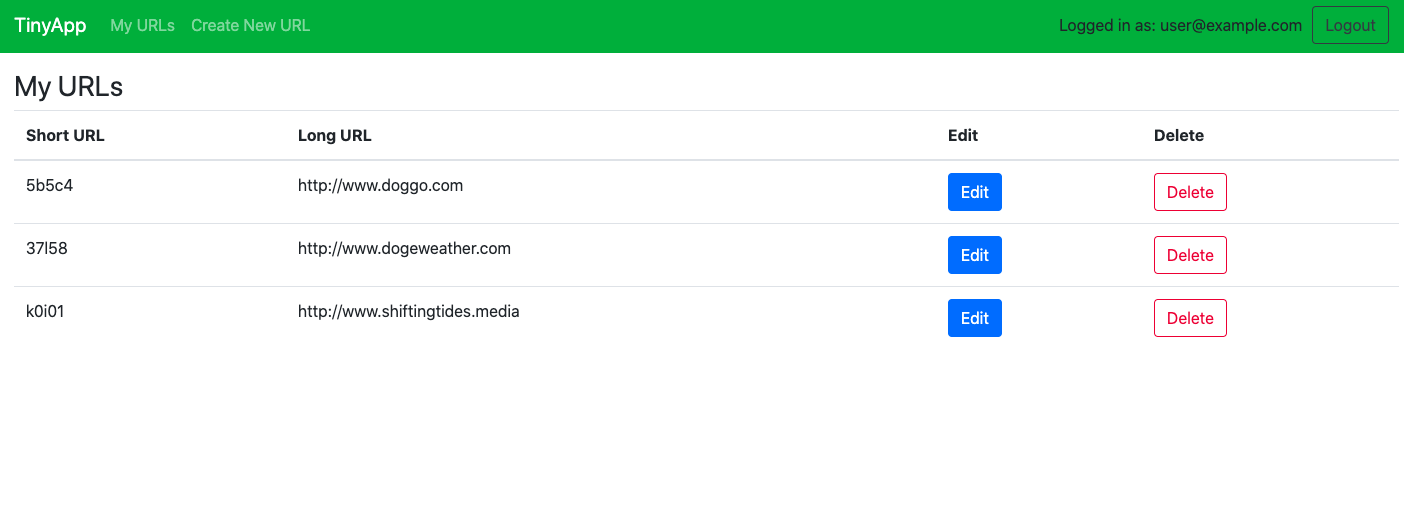 TinyApp My URLs Create New URL Logged in as: user@example.com Logout
My URLs
Short URL Long URL Edit Delete
5b5c4 http://www.doggo.com Edit Delete
37l58 http://www.dogeweather.com Edit Delete
k0i01 http://www.shiftingtides.media Edit Delete